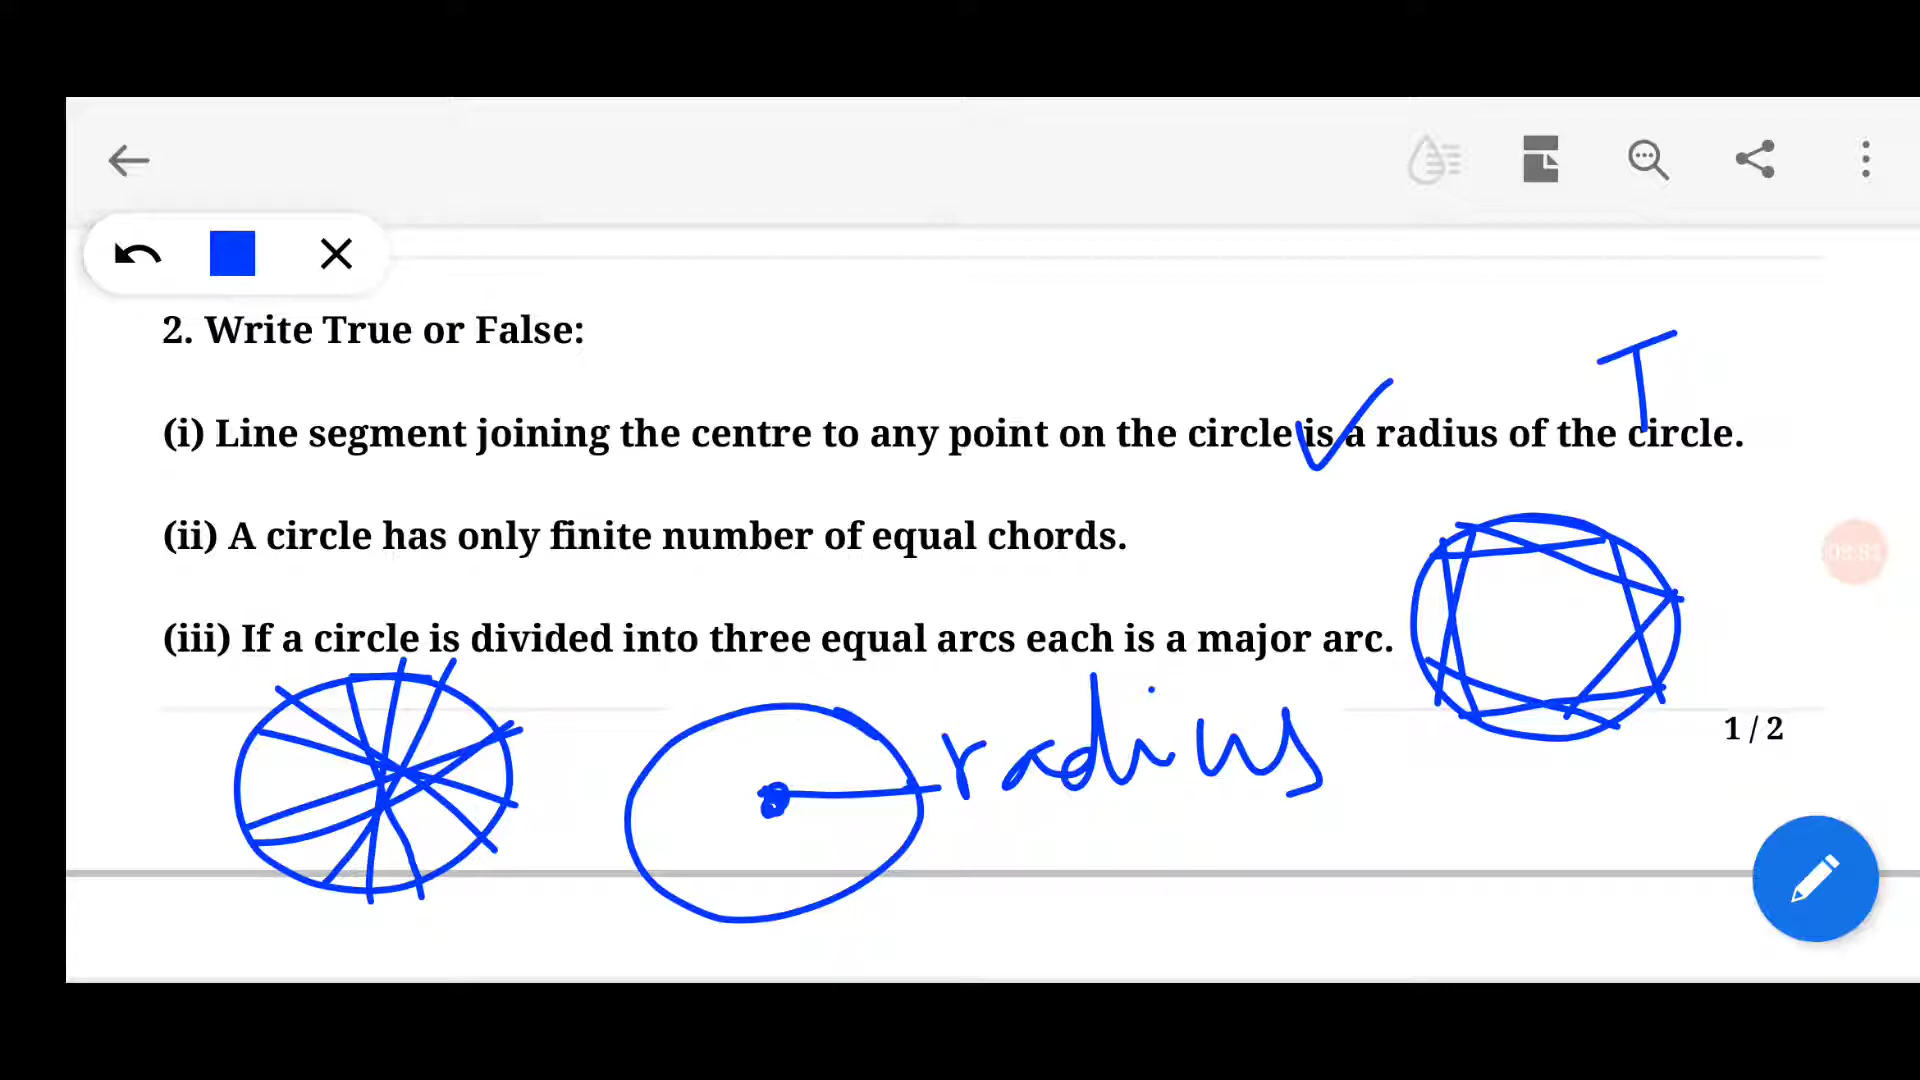 2. Write True or False:
T
(i) Line segment joining the centre to any point on the circle is a radius of the circle.
(ii) A circle has only finite number of equal chords.
(iii) If a circle is divided into three equal arcs each is a major arc.
radius
1 / 2